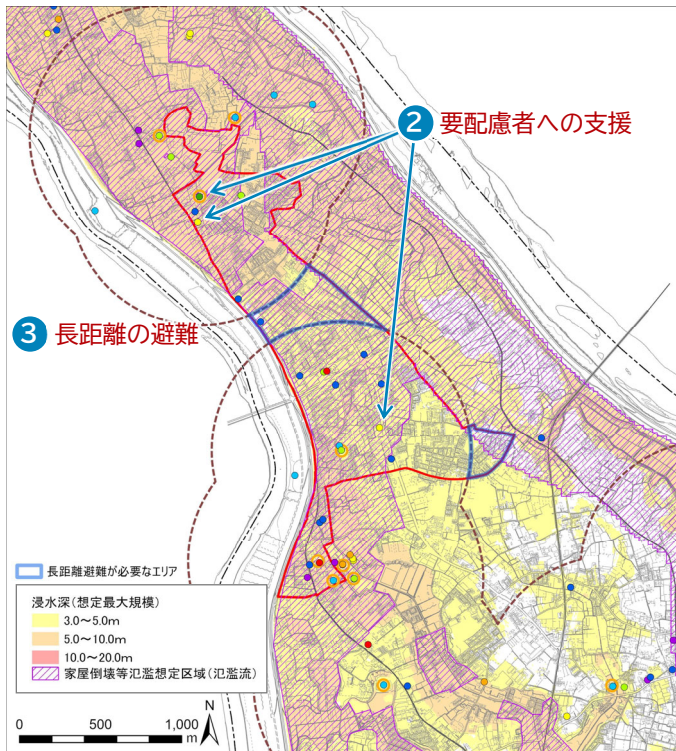 2 要配慮者への支援
3 長距離の避難
長距離避難が必要なエリア
浸水深(想定最大規模)
3.0～5.0m
5.0～10.0m
10.0～20.0m
家屋倒壊等氾濫想定区域(氾濫流)
N
0 500 1,000
m